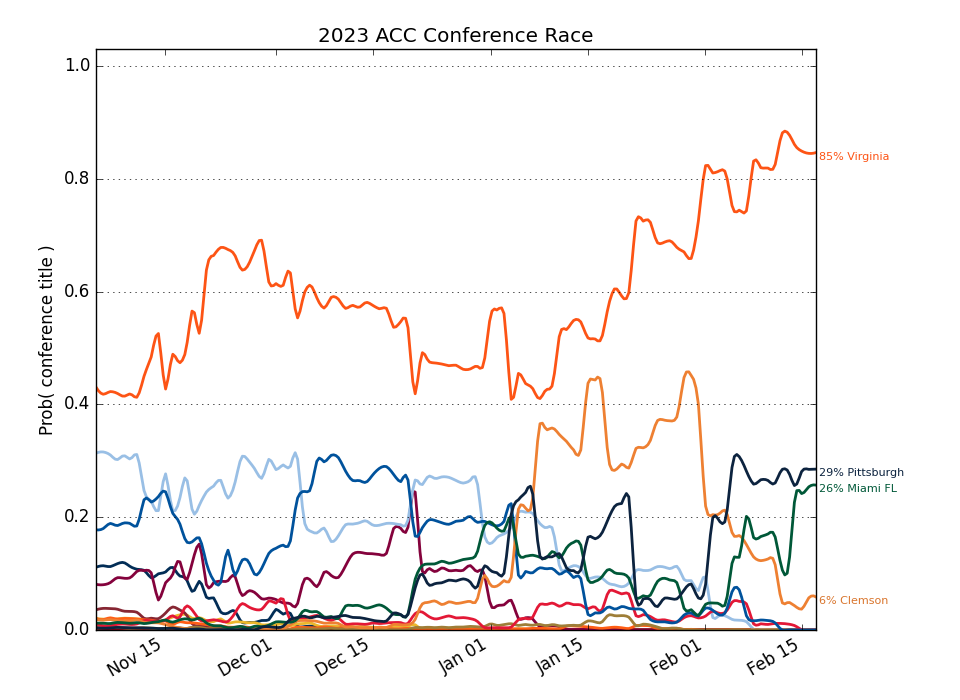 2023 ACC Conference Race
Prob( conference title )
1.0
0.8
0.6
0.4
0.2
0.0
85% Virginia
29% Pittsburgh
26% Miami FL
6% Clemson
Nov 15
Dec 01
Dec 15
Jan 01
Jan 15
Feb 01
Feb 15